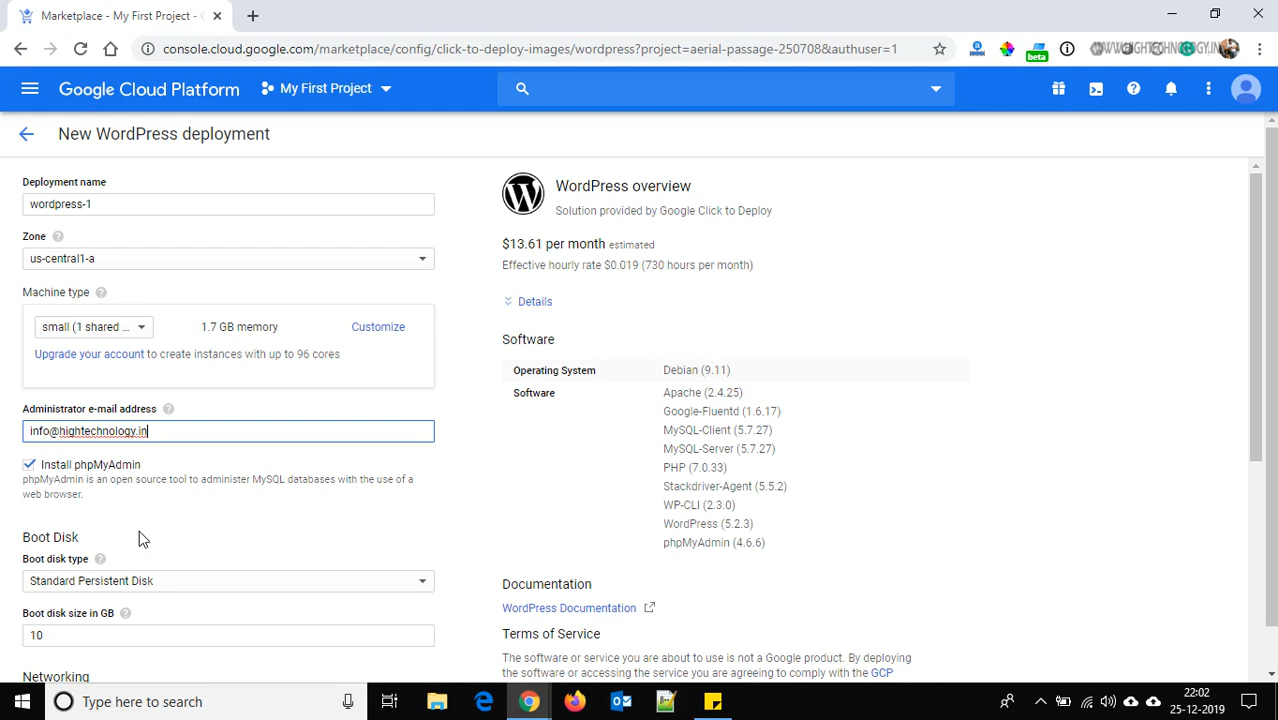 Marketplace - My First Project -
console.cloud.google.com/marketplace/config/click-to-deploy-images/wordpress?project=aerial-passage-250708&authuser=1
beta
Google Cloud Platform
My First Project
New WordPress deployment
Deployment name
wordpress-1
Zone
us-central1-a
Machine type
small (1 shared ...
1.7 GB memory
Customize
Upgrade your account to create instances with up to 96 cores
Administrator e-mail address
info@hightechnology.in
Install phpMyAdmin
phpMyAdmin is an open source tool to administer MySQL databases with the use of a
web browser.
Boot Disk
Boot disk type
Standard Persistent Disk
Boot disk size in GB
10
Networking
WordPress overview
Solution provided by Google Click to Deploy
$13.61 per month estimated
Effective hourly rate $0.019 (730 hours per month)
Details
Software
Operating System
Debian (9.11)
Software
Apache (2.4.25)
Google-Fluentd (1.6.17)
MySQL-Client (5.7.27)
MySQL-Server (5.7.27)
PHP (7.0.33)
Stackdriver-Agent (5.5.2)
WP-CLI (2.3.0)
WordPress (5.2.3)
phpMyAdmin (4.6.6)
Documentation
WordPress Documentation
Terms of Service
The software or service you are about to use is not a Google product. By deploying
the software or accessing the service you are agreeing to comply with the GCP
Type here to search
22:02
25-12-2019